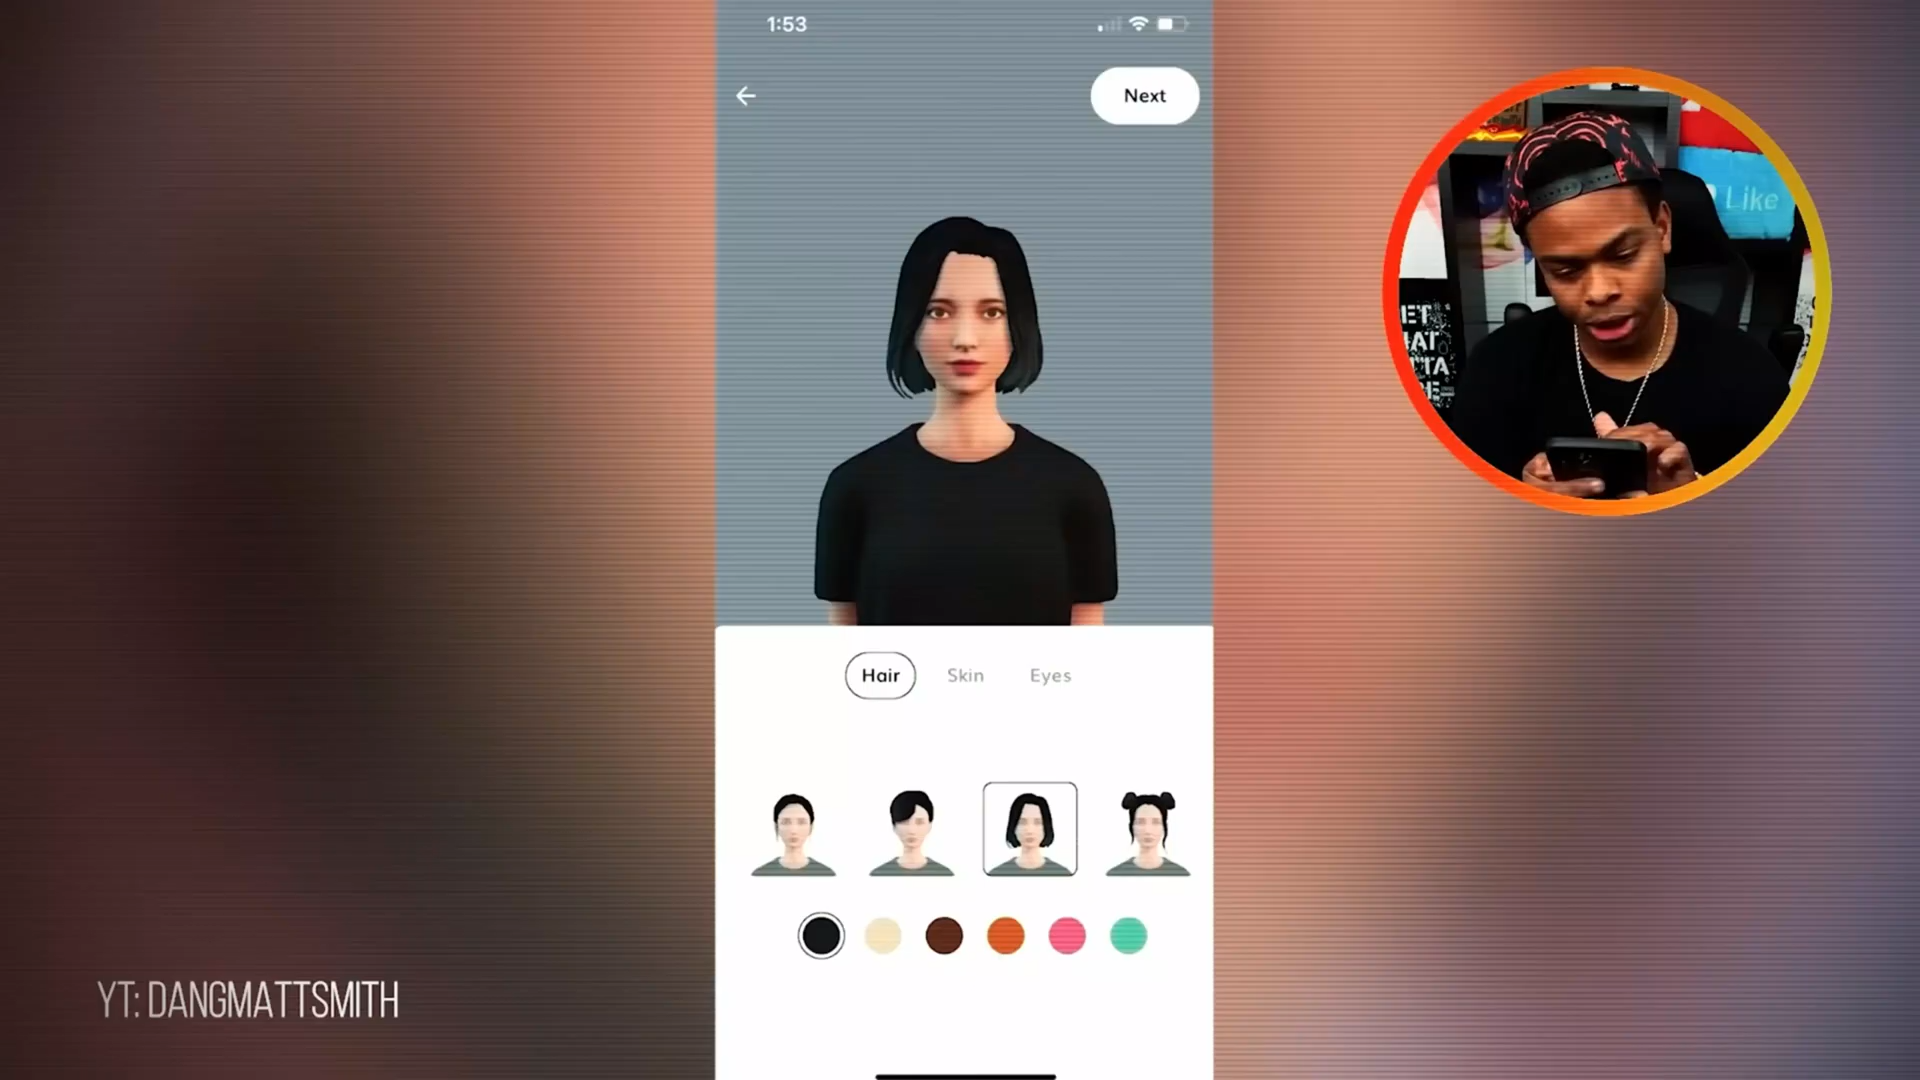 1:53
Next
Like
Hair
Skin
Eyes
YT: DANGMATTSMITH